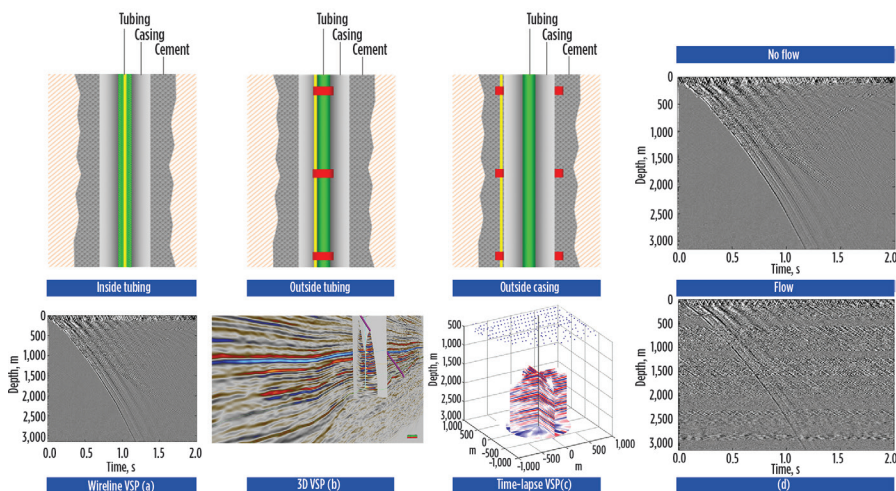 Tubing
Casing
Cement
Tubing
Casing
Cement
Tubing
Casing
Cement
Inside tubing
Outside tubing
Outside casing
No flow
0
500
1,000
1,500
2,000
2,500
3,000
Depth, m
0.0 0.5 1.0 1.5 2.0
Time, s
Flow
0
500
1,000
1,500
2,000
2,500
3,000
Depth, m
0.0 0.5 1.0 1.5 2.0
Time, s
Wireline VSP (a)
3D VSP (b)
500
1,000
1,500
2,000
2,500
3,000
Depth, m
-1,000
-500
0
500
1,000
m
-1,000
-500
0
500
1,000
m
Time-lapse VSP(c)
0
500
1,000
1,500
2,000
2,500
3,000
Depth, m
0.0 0.5 1.0 1.5 2.0
Time, s
(d)